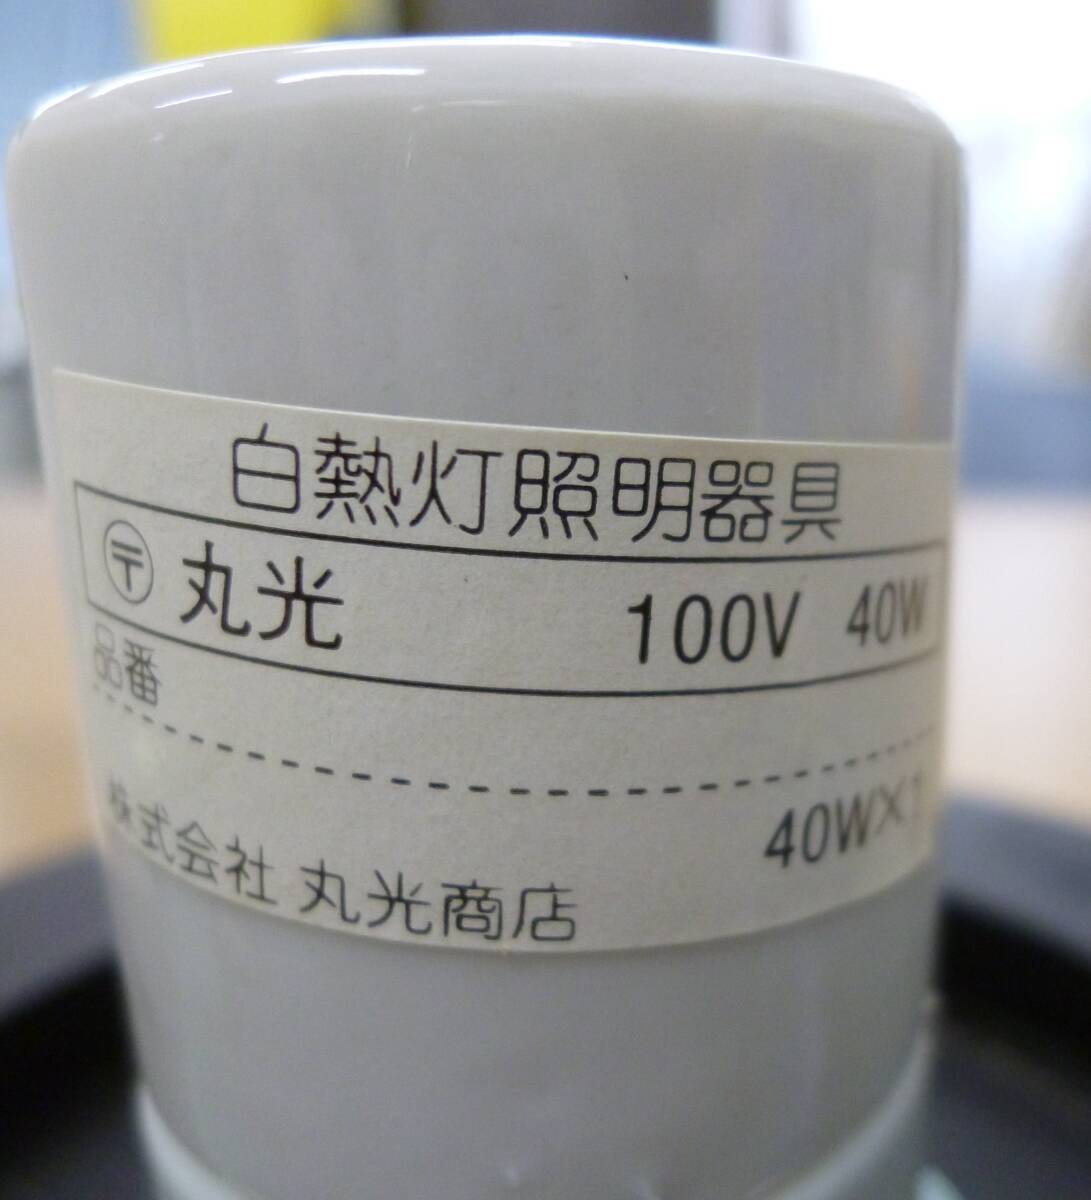 白熱灯照明器具
〶 丸光 100V 40W
品番
40W×1
株式会社 丸光商店